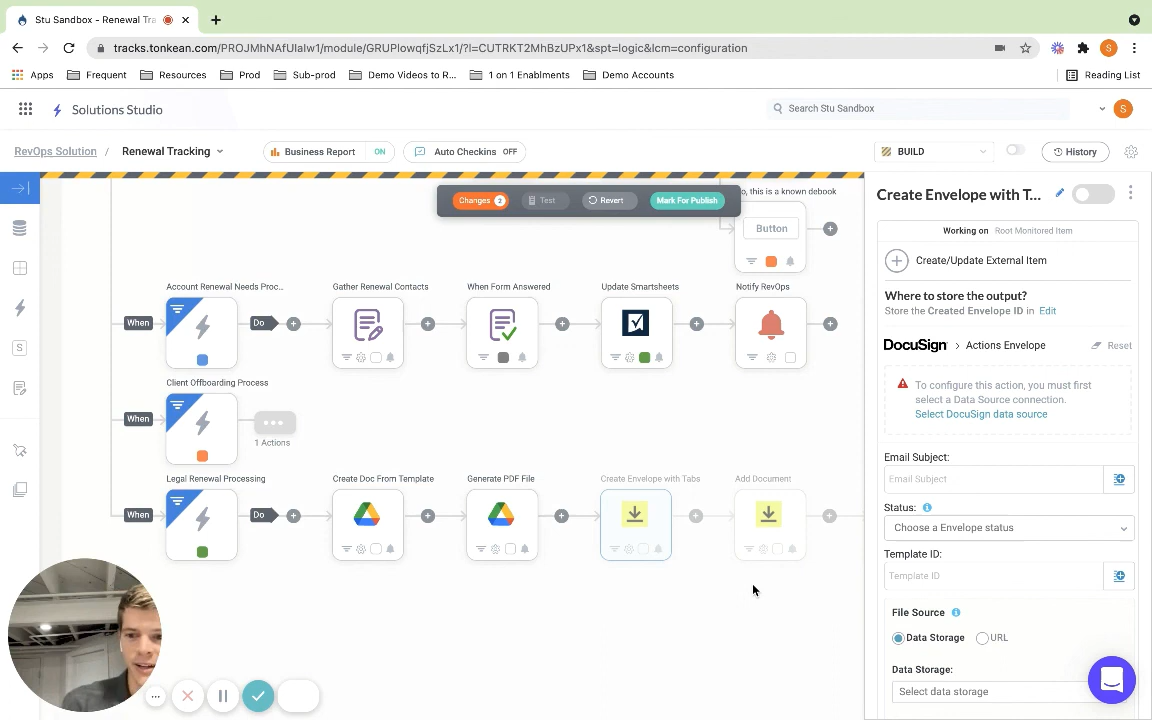 Stu Sandbox - Renewal Tra
tracks.tonkean.com/PROJMhNAfUIalw1/module/GRUPIowqfjSzLx1/?l=CUTRKT2MhBzUPx1&spt=logic&lcm=configuration
S
Apps
Frequent
Resources
Prod
Sub-prod
Demo Videos to R...
1 on 1 Enablments
Demo Accounts
Reading List
Solutions Studio
Search Stu Sandbox
S
RevOps Solution / Renewal Tracking
Business Report ON
Auto Checkins OFF
BUILD
History
Changes 2
Test
Revert
Mark For Publish
o, this is a known debook
Button
Account Renewal Needs Proc...
Gather Renewal Contacts
When Form Answered
Update Smartsheets
Notify RevOps
When
Do
Client Offboarding Process
When
1 Actions
Legal Renewal Processing
Create Doc From Template
Generate PDF File
Create Envelope with Tabs
Add Document
When
Do
Create Envelope with T...
Working on Root Monitored Item
Create/Update External Item
Where to store the output?
Store the Created Envelope ID in Edit
DocuSign > Actions Envelope
Reset
To configure this action, you must first
select a Data Source connection.
Select DocuSign data source
Email Subject:
Email Subject
Status:
Choose a Envelope status
Template ID:
Template ID
File Source
Data Storage
URL
Data Storage:
Select data storage